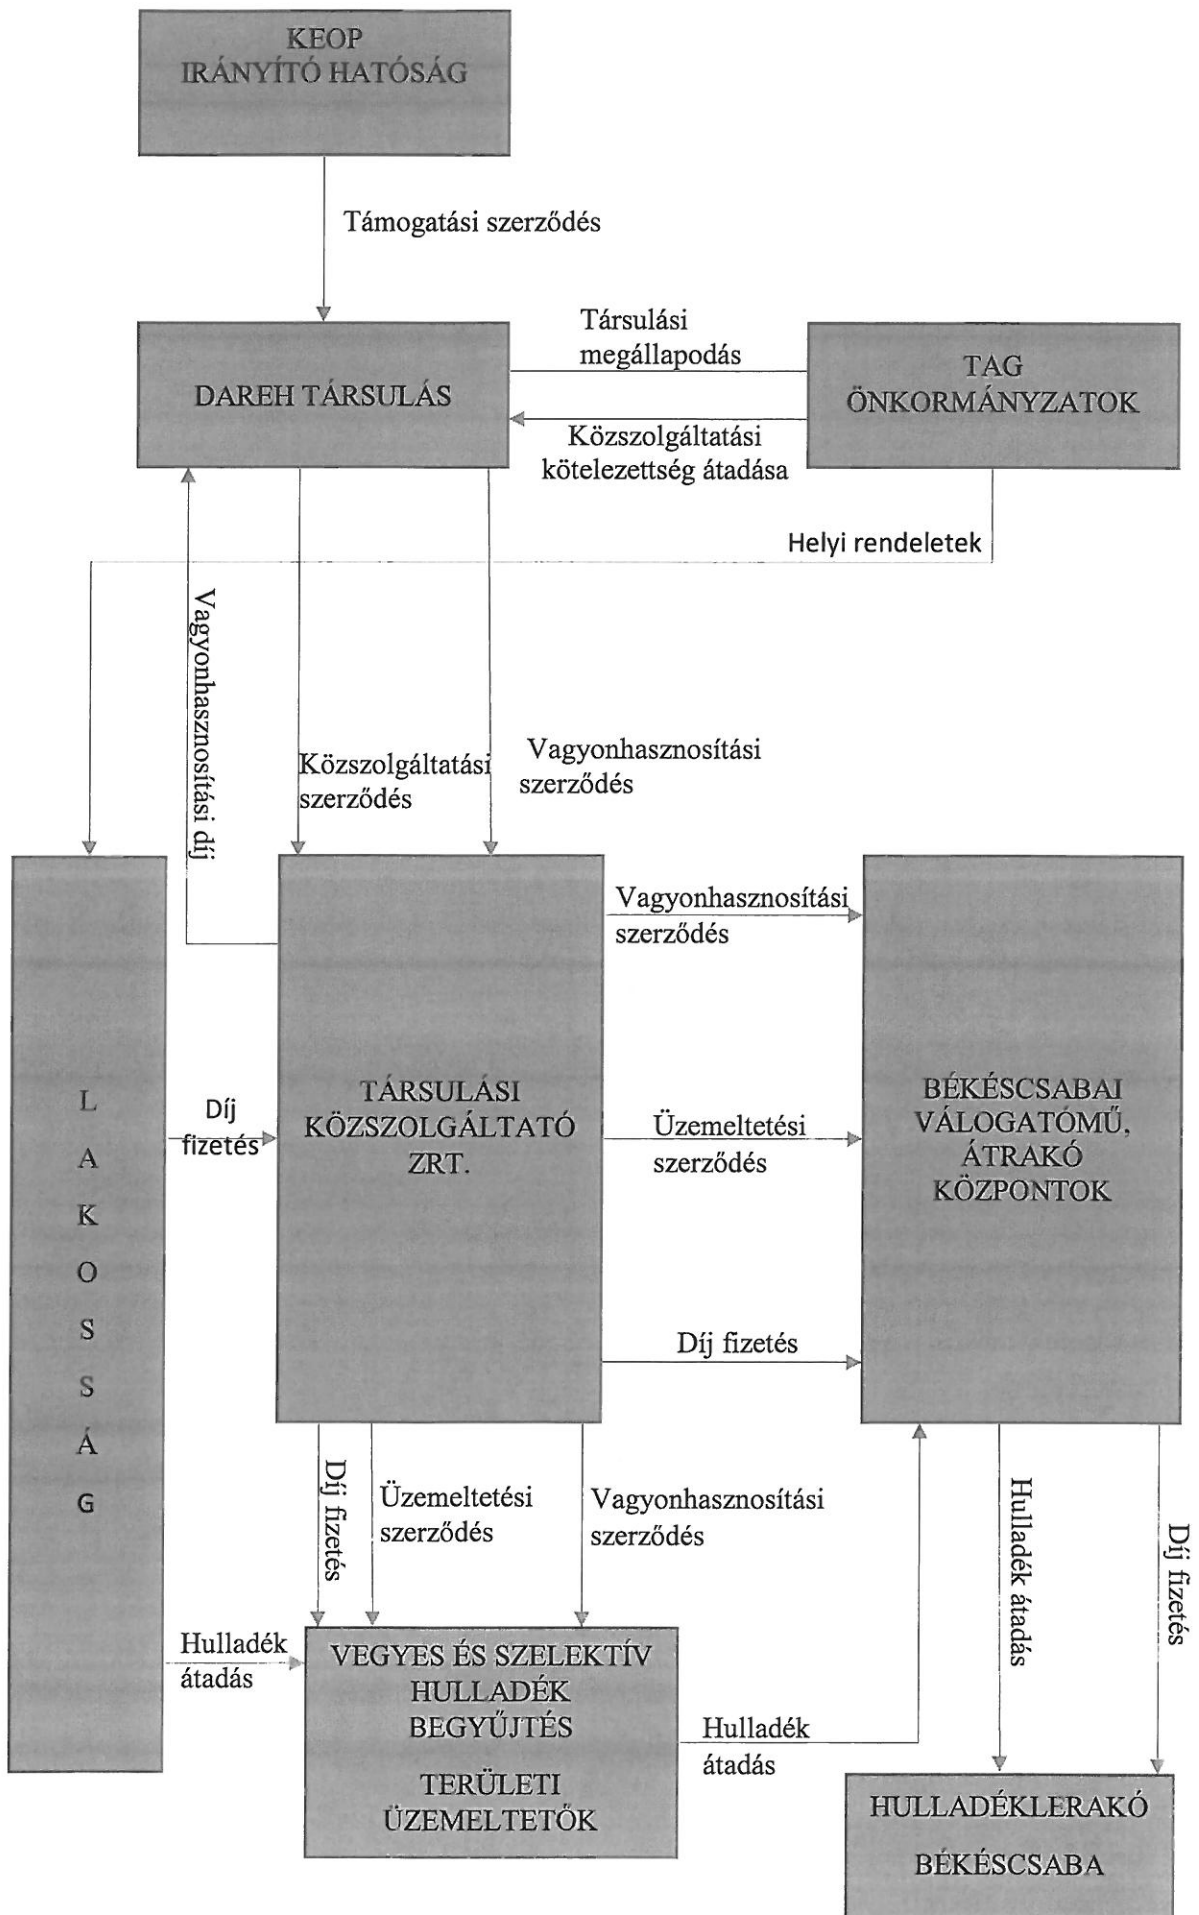 KEOP
IRÁNYÍTÓ HATÓSÁG
Támogatási szerződés
DAREH TÁRSULÁS
Társulási
megállapodás
Közszolgáltatási
kötelezettség átadása
TAG
ÖNKORMÁNYZATOK
Helyi rendeletek
Vagyonhasznosítási díj
Közszolgáltatási
szerződés
Vagyonhasznosítási
szerződés
LAKOSSÁG
Díj
fizetés
TÁRSULÁSI
KÖZSZOLGÁLTATÓ
ZRT.
Vagyonhasznosítási
szerződés
Üzemeltetési
szerződés
Díj fizetés
BÉKÉSCSABAI
VÁLOGATÓMŰ,
ÁTRAKÓ
KÖZPONTOK
Díj fizetés
Üzemeltetési
szerződés
Vagyonhasznosítási
szerződés
Hulladék átadás
Díj fizetés
Hulladék
átadás
VEGYES ÉS SZELEKTÍV
HULLADÉK
BEGYŰJTÉS
TERÜLETI
ÜZEMELTETŐK
Hulladék
átadás
HULLADÉKLERAKÓ
BÉKÉSCSABA